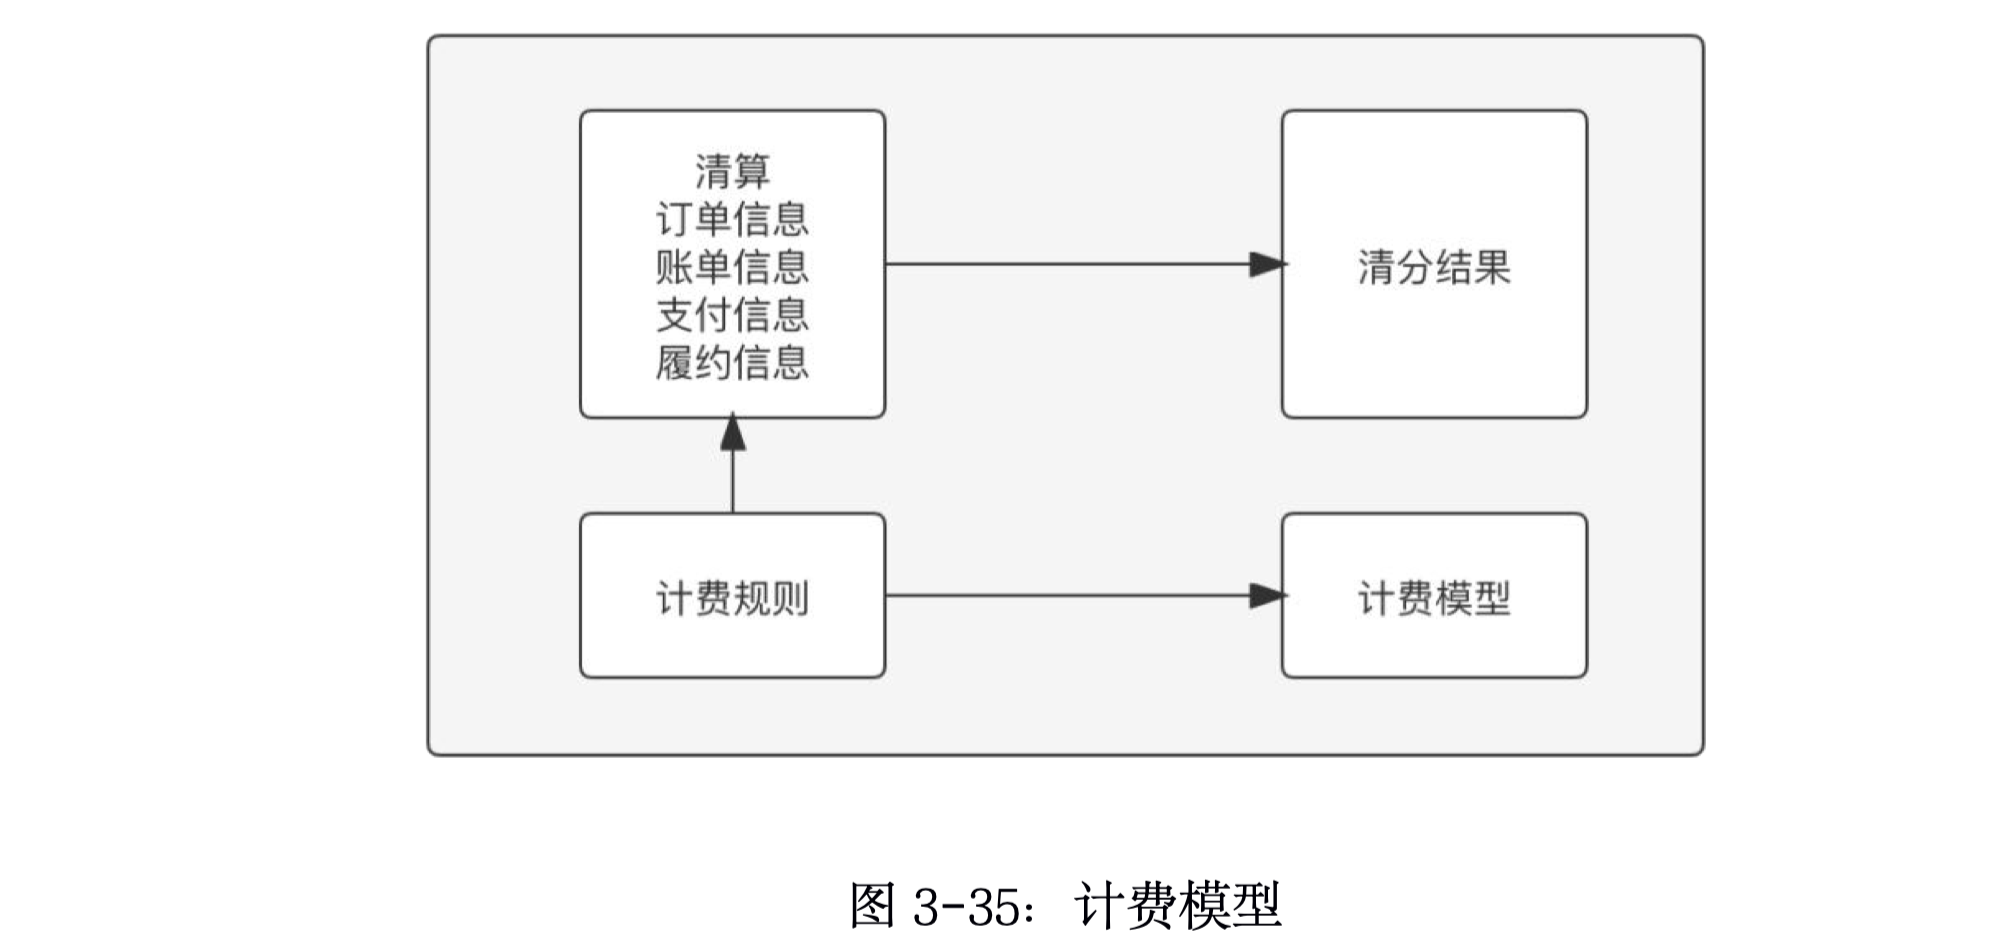 清算
订单信息
账单信息
支付信息
履约信息
清分结果
计费规则
计费模型
图 3-35：计费模型